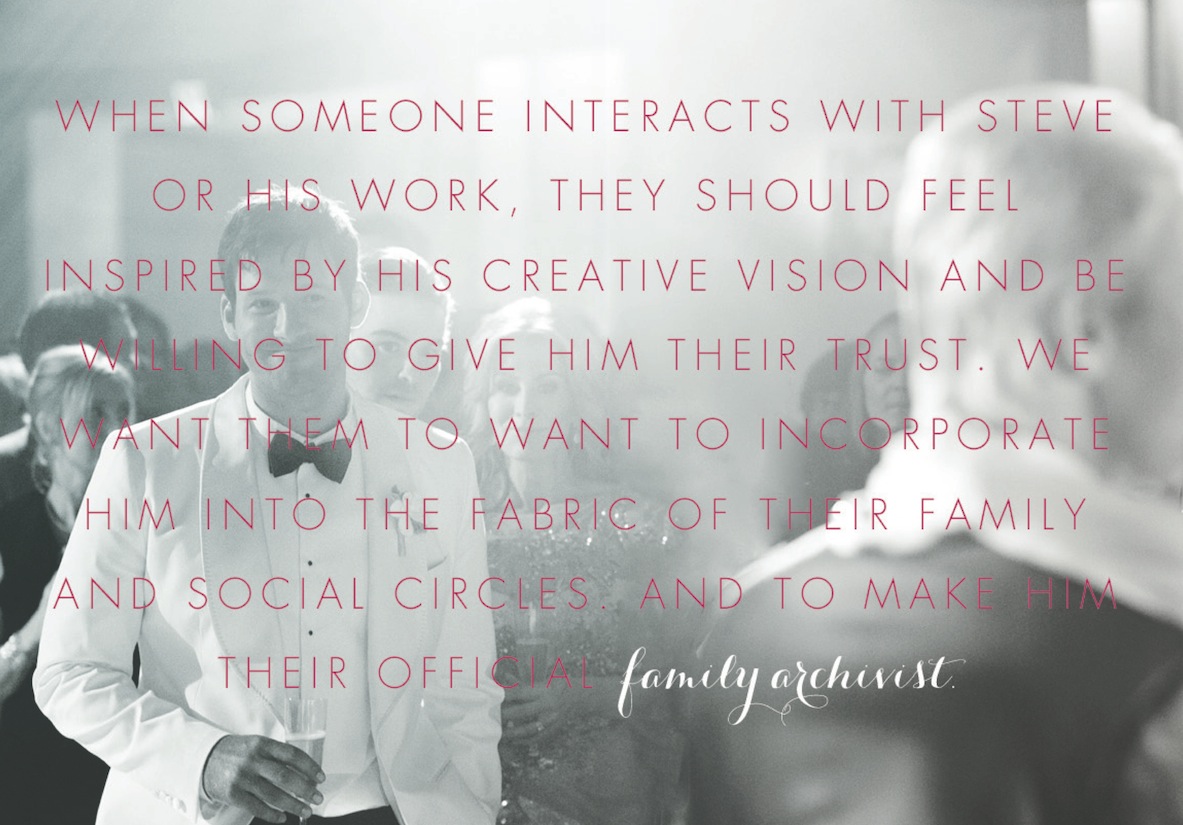 WHEN SOMEONE INTERACTS WITH STEVE
OR HIS WORK, THEY SHOULD FEEL
INSPIRED BY HIS CREATIVE VISION AND BE
WILLING TO GIVE HIM THEIR TRUST. WE
WANT THEM TO WANT TO INCORPORATE
HIM INTO THE FABRIC OF THEIR FAMILY
AND SOCIAL CIRCLES. AND TO MAKE HIM
THEIR OFFICIAL family archivist.